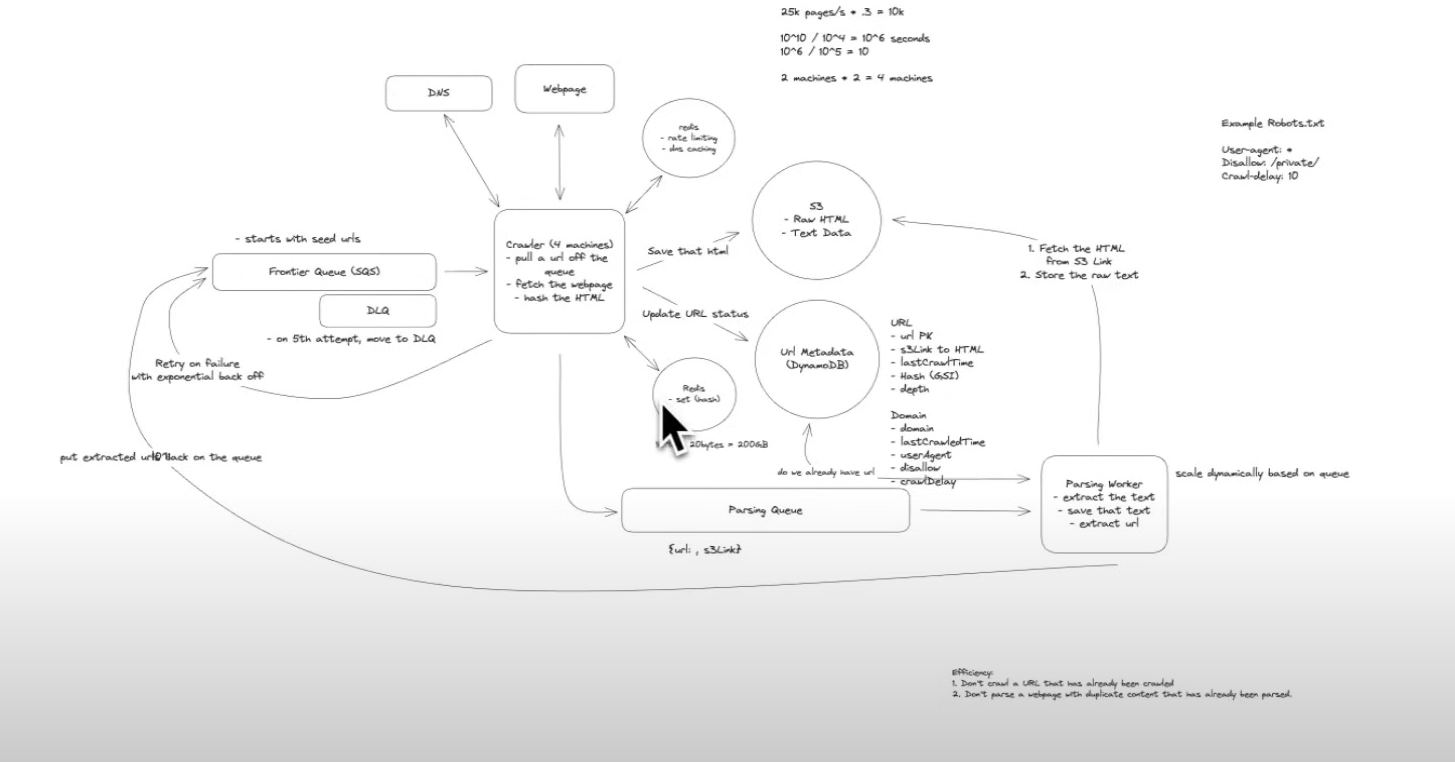 25k pages/s * .3 = 10k
10^10 / 10^4 = 10^6 seconds
10^6 / 10^5 = 10
2 machines * 2 = 4 machines
DNS
Webpage
redis
- rate limiting
- dns caching
Example Robots.txt
User-agent: *
Disallow: /private/
Crawl-delay: 10
S3
- Raw HTML
- Text Data
- starts with seed urls
Frontier Queue (SQS)
DLQ
- on 5th attempt, move to DLQ
Crawler (4 machines)
- pull a url off the
queue
- fetch the webpage
- hash the HTML
Save that html
Update URL status
1. Fetch the HTML
from S3 Link
2. Store the raw text
Retry on failure
with exponential back off
Url Metadata
(DynamoDB)
URL
- url PK
- s3Link to HTML
- lastCrawlTime
- Hash (GSI)
- depth
Domain
- domain
- lastCrawledTime
- userAgent
- disallow
- crawlDelay
Redis
- set (hash)
20bytes = 200GB
put extracted back on the queue
do we already have url
Parsing Queue
{url: , s3Link}
Parsing Worker
- extract the text
- save that text
- extract url
scale dynamically based on queue
Efficiency:
1. Don't crawl a URL that has already been crawled
2. Don't parse a webpage with duplicate content that has already been parsed.